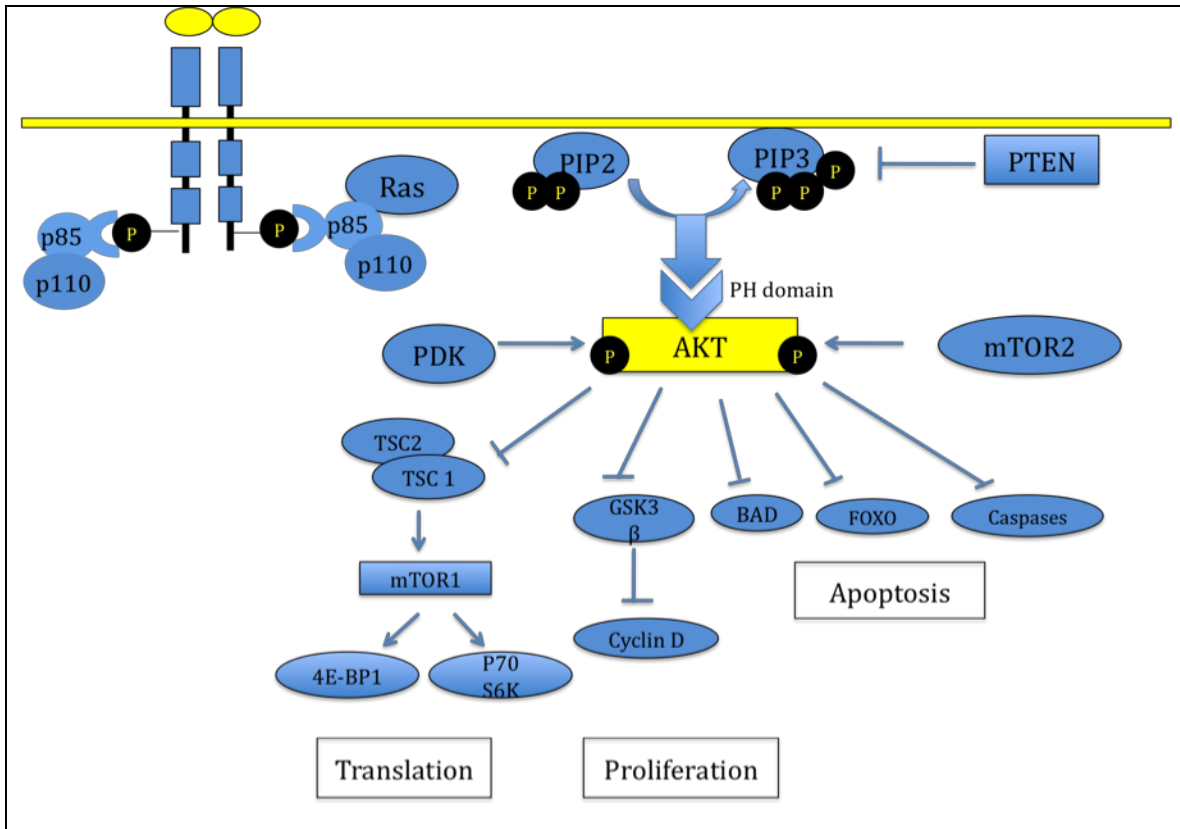 PIP2
P
P
PIP3
P
P
P
PTEN
Ras
p85
P
P
p85
p110
p110
PH domain
PDK
P
AKT
P
mTOR2
TSC2
TSC 1
GSK3
β
BAD
FOXO
Caspases
mTOR1
Apoptosis
Cyclin D
4E-BP1
P70
S6K
Translation
Proliferation